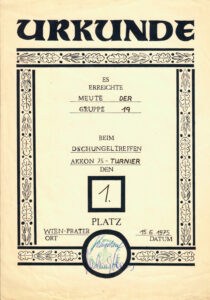 URKUNDE
ES
ERREICHTE
MEUTE DER
GRUPPE 19
BEIM
DSCHUNGELTREFFEN
AKKON 75-TURNIER
DEN
1.
PLATZ
WIEN-PRATER 15.6.1975
ORT DATUM